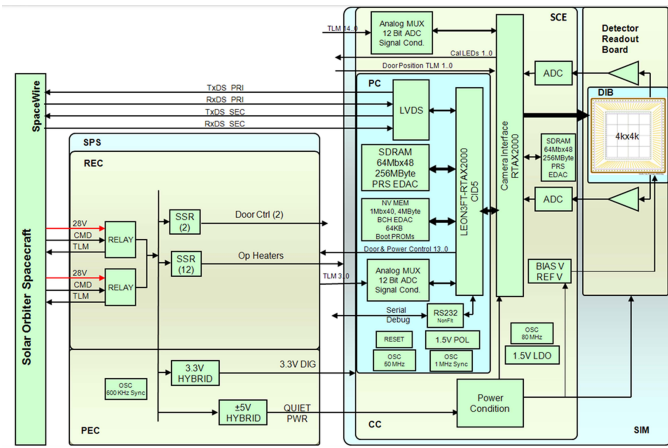 SCE
Detector
Readout
Board
TLM 14..0
Analog MUX
12 Bit ADC
Signal Cond.
Cal LEDs 1..0
Door Position TLM 1..0
ADC
DIB
4kx4k
SpaceWire
TxDS PRI
RxDS PRI
TxDS SEC
RxDS SEC
PC
LVDS
SDRAM
64Mbx48
256MByte
PRS EDAC
LEON3FT-RTAX2000
CID5
Camera Interface
RTAX2000
SDRAM
64Mbx48
256MByte
PRS
EDAC
ADC
SPS
REC
NV MEM
1Mbx40, 4MByte
BCH EDAC
64KB
Boot PROMs
Solar Orbiter Spacecraft
28V
CMD
TLM
RELAY
28V
CMD
TLM
RELAY
SSR
(2)
Door Ctrl (2)
SSR
(12)
Op Heaters
Door & Power Control 13..0
TLM 3..0
Analog MUX
12 Bit ADC
Signal Cond.
BIAS V
REF V
Serial
Debug
RS232
NonFlt
RESET
1.5V POL
OSC
50 MHz
OSC
1 MHz Sync
OSC
80 MHz
1.5V LDO
3.3V
HYBRID
3.3V DIG
OSC
600 KHz Sync
±5V
HYBRID
QUIET
PWR
Power
Condition
PEC
CC
SIM